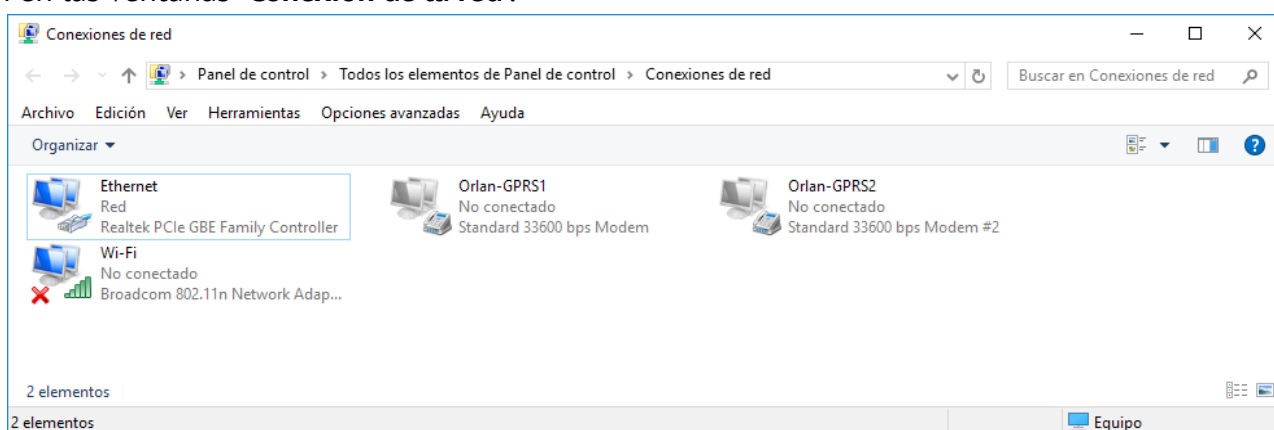 Conexiones de red
Panel de control > Todos los elementos de Panel de control > Conexiones de red
Buscar en Conexiones de red
Archivo Edición Ver Herramientas Opciones avanzadas Ayuda
Organizar
Ethernet
Red
Realtek PCIe GBE Family Controller
Orlan-GPRS1
No conectado
Standard 33600 bps Modem
Orlan-GPRS2
No conectado
Standard 33600 bps Modem #2
Wi-Fi
No conectado
Broadcom 802.11n Network Adap...
2 elementos
2 elementos
Equipo